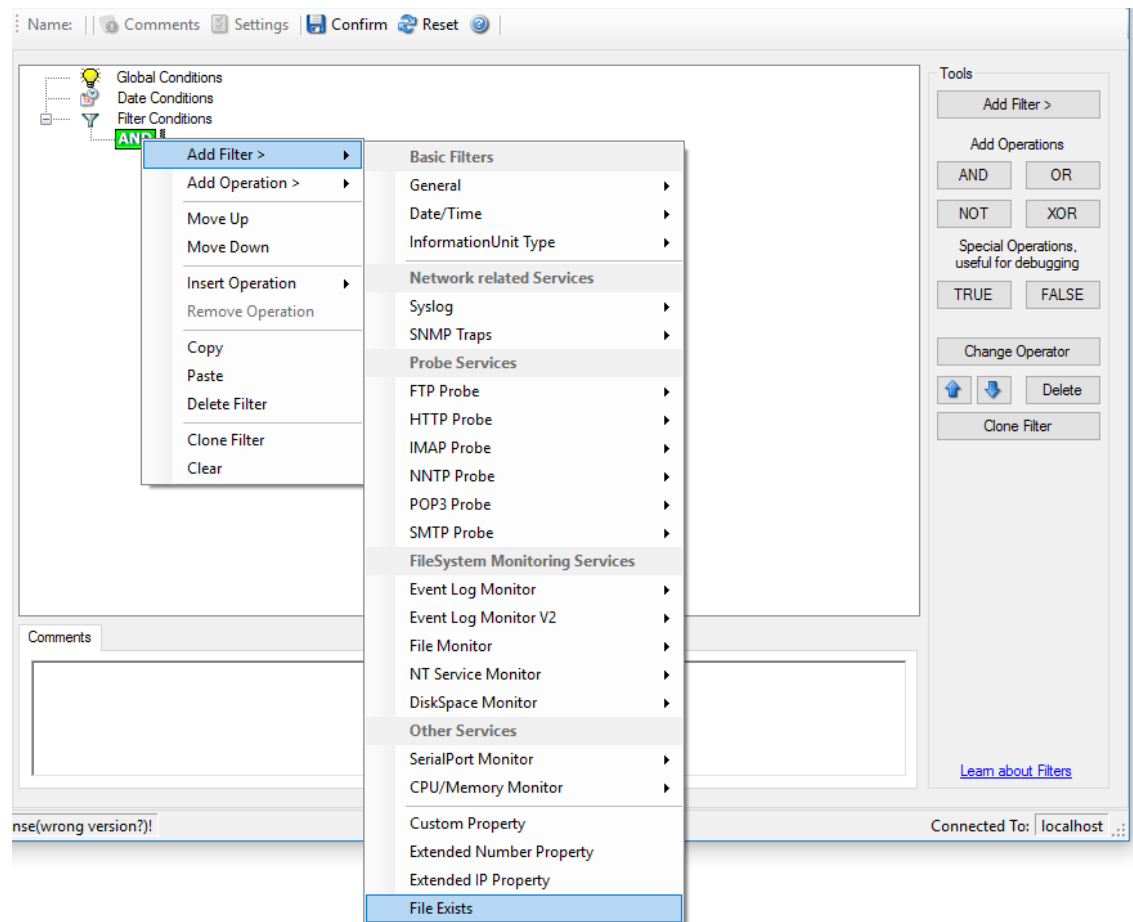 Name: Comments Settings Confirm Reset
Global Conditions
Date Conditions
Filter Conditions
AND
Add Filter >
Add Operation >
Move Up
Move Down
Insert Operation
Remove Operation
Copy
Paste
Delete Filter
Clone Filter
Clear
Basic Filters
General
Date/Time
InformationUnit Type
Network related Services
Syslog
SNMP Traps
Probe Services
FTP Probe
HTTP Probe
IMAP Probe
NNTP Probe
POP3 Probe
SMTP Probe
FileSystem Monitoring Services
Event Log Monitor
Event Log Monitor V2
File Monitor
NT Service Monitor
DiskSpace Monitor
Other Services
SerialPort Monitor
CPU/Memory Monitor
Custom Property
Extended Number Property
Extended IP Property
File Exists
Tools
Add Filter >
Add Operations
AND OR
NOT XOR
Special Operations,
useful for debugging
TRUE FALSE
Change Operator
Delete
Clone Filter
Learn about Filters
Comments
nse(wrong version?)!
Connected To: localhost